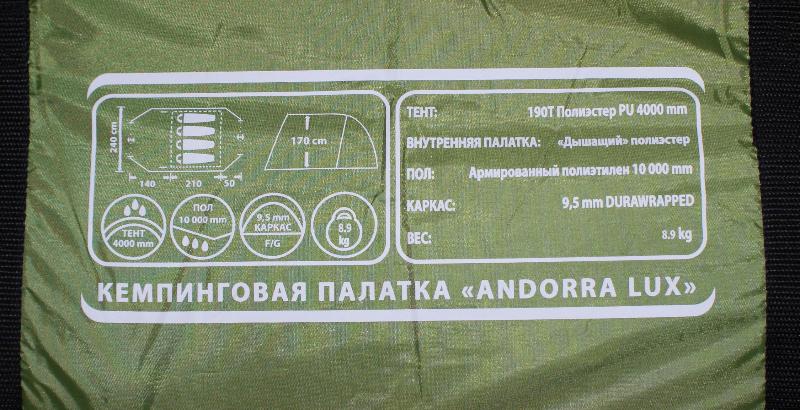 240 cm
170 cm
140 210 50
ТЕНТ
4000 mm
ПОЛ
10 000 mm
9,5 mm
КАРКАС
F/G
8.9
kg
ТЕНТ: 190T Полиэстер PU 4000 mm
ВНУТРЕННЯЯ ПАЛАТКА: «Дышащий» полиэстер
ПОЛ: Армированный полиэтилен 10 000 mm
КАРКАС: 9,5 mm DURAWRAPPED
ВЕС: 8.9 kg
КЕМПИНГОВАЯ ПАЛАТКА «ANDORRA LUX»